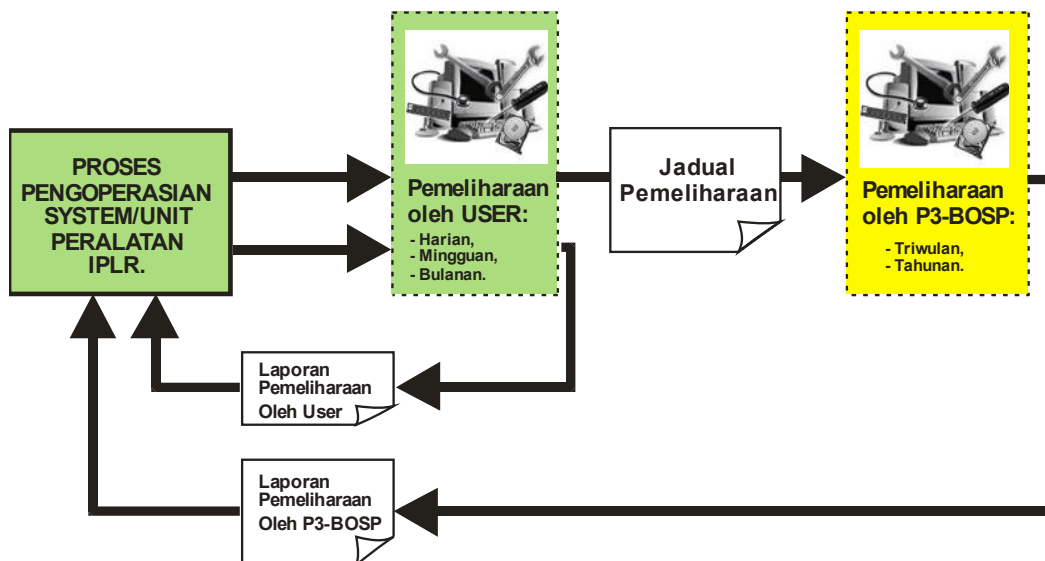 PROSES
PENGOPERASIAN
SYSTEM/UNIT
PERALATAN
IPLR.
Pemeliharaan
oleh USER:
- Harian,
- Mingguan,
- Bulanan.
Jadual
Pemeliharaan
Pemeliharaan
oleh P3-BOSP:
- Triwulan,
- Tahunan.
Laporan
Pemeliharaan
Oleh User
Laporan
Pemeliharaan
Oleh P3-BOSP